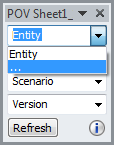 POV Sheet1_
Entity
Entity
...
Scenario
Version
Refresh